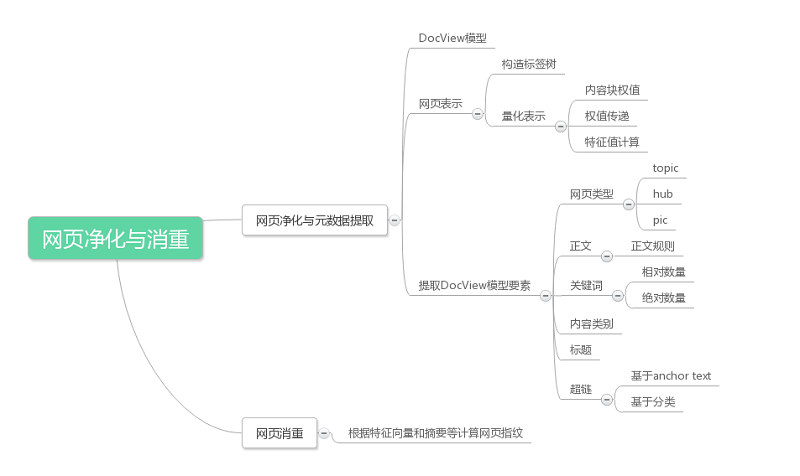 网页净化与消重
网页净化与元数据提取
DocView模型
网页表示
构造标签树
量化表示
内容块权值
权值传递
特征值计算
提取DocView模型要素
网页类型
topic
hub
pic
正文
正文规则
关键词
相对数量
绝对数量
内容类别
标题
超链
基于anchor text
基于分类
网页消重
根据特征向量和摘要等计算网页指纹